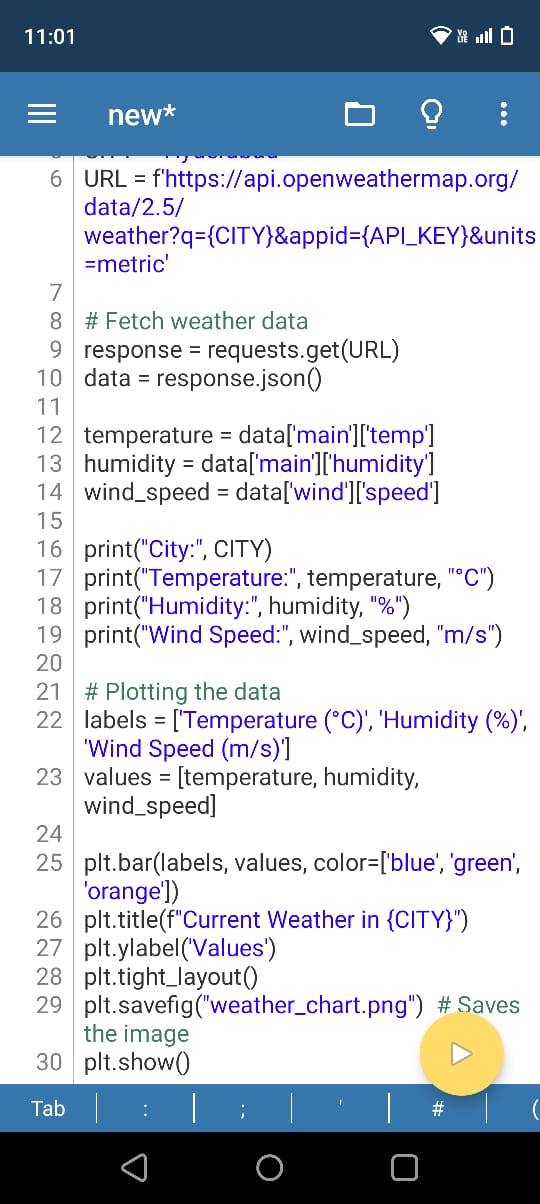 11:01
Vo
LTE
new*
6 URL = f'https://api.openweathermap.org/
data/2.5/
weather?q={CITY}&appid={API_KEY}&units
=metric'
7
8 # Fetch weather data
9 response = requests.get(URL)
10 data = response.json()
11
12 temperature = data['main']['temp']
13 humidity = data['main']['humidity']
14 wind_speed = data['wind']['speed']
15
16 print("City:", CITY)
17 print("Temperature:", temperature, "°C")
18 print("Humidity:", humidity, "%")
19 print("Wind Speed:", wind_speed, "m/s")
20
21 # Plotting the data
22 labels = ['Temperature (°C)', 'Humidity (%)',
'Wind Speed (m/s)']
23 values = [temperature, humidity,
wind_speed]
24
25 plt.bar(labels, values, color=['blue', 'green',
'orange'])
26 plt.title(f"Current Weather in {CITY}")
27 plt.ylabel('Values')
28 plt.tight_layout()
29 plt.savefig("weather_chart.png")  # Saves
the image
30 plt.show()
Tab : ; ' # (